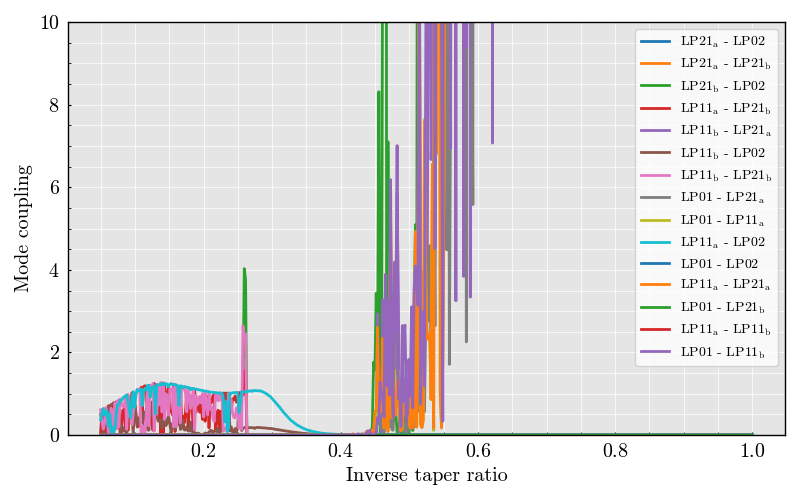 10
8
6
4
2
0
Mode coupling
0.2
0.4
0.6
0.8
1.0
Inverse taper ratio
LP21a - LP02
LP21a - LP21b
LP21b - LP02
LP11a - LP21b
LP11b - LP21a
LP11b - LP02
LP11b - LP21b
LP01 - LP21a
LP01 - LP11a
LP11a - LP02
LP01 - LP02
LP11a - LP21a
LP01 - LP21b
LP11a - LP11b
LP01 - LP11b